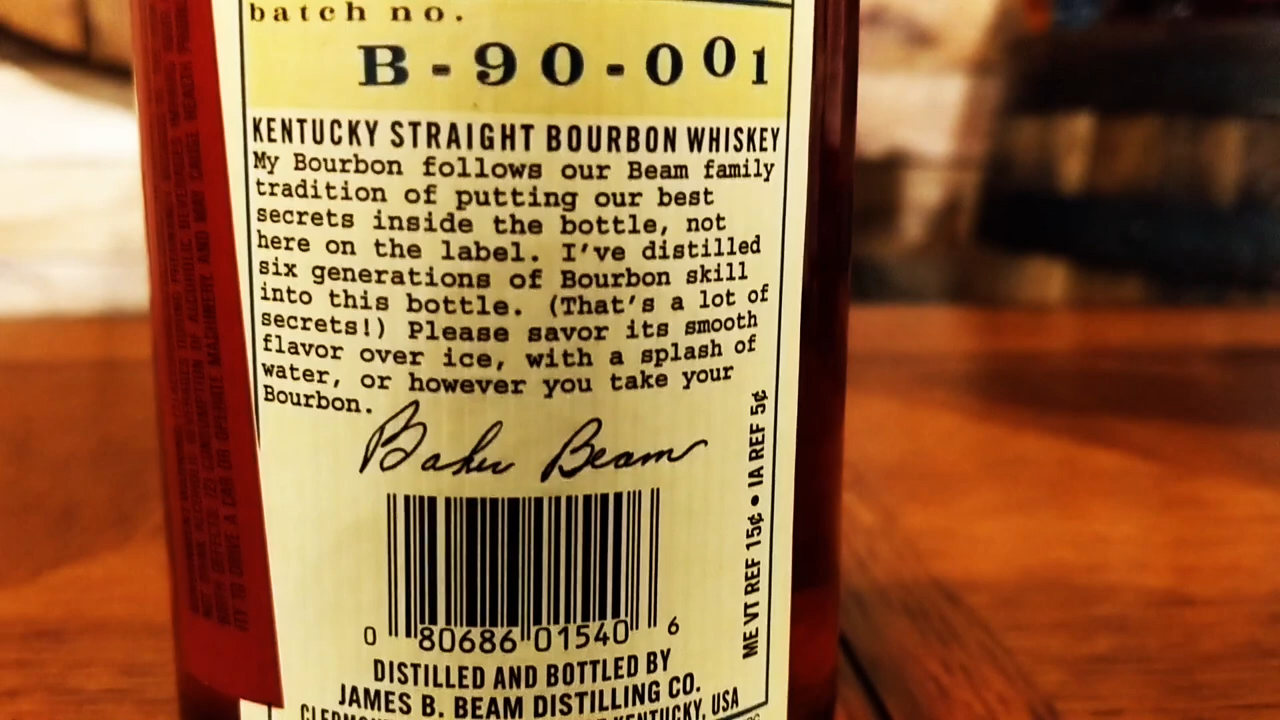 batch no.
B-90-001
KENTUCKY STRAIGHT BOURBON WHISKEY
My Bourbon follows our Beam family
tradition of putting our best
secrets inside the bottle, not
here on the label. I've distilled
six generations of Bourbon skill
into this bottle. (That's a lot of
secrets!) Please savor its smooth
flavor over ice, with a splash of
water, or however you take your
Bourbon.
Baker Beam
ME VT REF 15¢ • IA REF 5¢
0 80686 01540 6
DISTILLED AND BOTTLED BY
JAMES B. BEAM DISTILLING CO.
KENTUCKY, USA